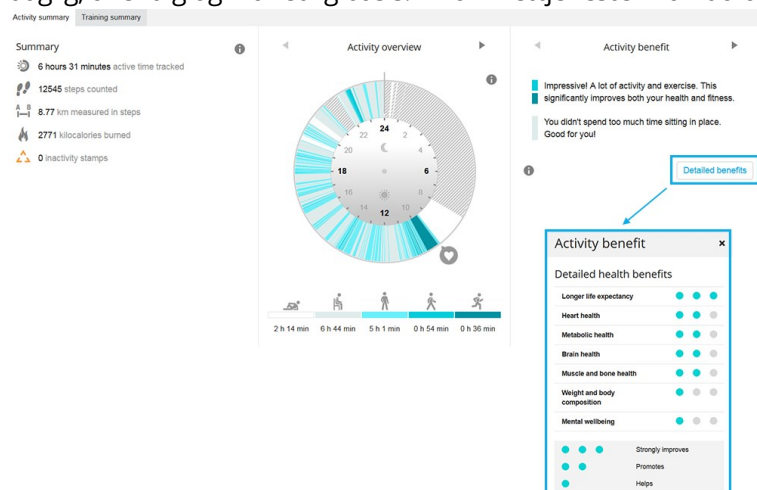 Activity summary Training summary
Summary
6 hours 31 minutes active time tracked
12545 steps counted
A B
8.77 km measured in steps
2771 kilocalories burned
0 inactivity stamps
Activity overview
24
22 2
20 4
18 6
16 8
14 10
12
2 h 14 min 6 h 44 min 5 h 1 min 0 h 54 min 0 h 36 min
Activity benefit
Impressive! A lot of activity and exercise. This
significantly improves both your health and fitness.
You didn't spend too much time sitting in place.
Good for you!
Detailed benefits
Activity benefit ×
Detailed health benefits
Longer life expectancy
Heart health
Metabolic health
Brain health
Muscle and bone health
Weight and body
composition
Mental wellbeing
Strongly improves
Promotes
Helps